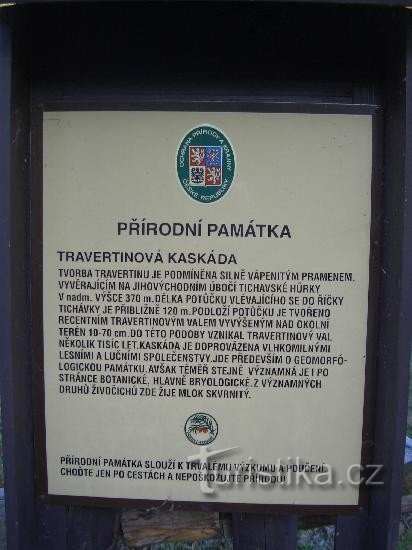 OCHRANA PŘÍRODY A KRAJINY
ČESKÉ REPUBLIKY
PŘÍRODNÍ PAMÁTKA
TRAVERTINOVÁ KASKÁDA
TVORBA TRAVERTINU JE PODMÍNĚNA SILNĚ VÁPENITÝM PRAMENEM,
VYVĚRAJÍCÍM NA JIHOVÝCHODNÍM ÚBOČÍ TICHAVSKÉ HŮRKY
V nadm. VÝŠCE 370 m. DÉLKA POTŮČKU VLÉVAJÍCÍHO SE DO ŘÍČKY
TICHÁVKY JE PŘIBLIŽNĚ 120 m. PODLOŽÍ POTŮČKU JE TVOŘENO
RECENTNÍM TRAVERTINOVÝM VALEM VYVÝŠENÝM NAD OKOLNÍ
TERÉN 10-70 cm. DO TÉTO PODOBY VZNIKAL TRAVERTINOVÝ VAL
NĚKOLIK TISÍC LET. KASKÁDA JE DOPROVÁZENA VLHKOMILNÝMI
LESNÍMI A LUČNÍMI SPOLEČENSTVY. JDE PŘEDEVŠÍM O GEOMORFO-
LOGICKOU PAMÁTKU. AVŠAK TÉMĚŘ STEJNĚ VÝZNAMNÁ JE I PO
STRÁNCE BOTANICKÉ, HLAVNĚ BRYOLOGICKÉ. Z VÝZNAMNÝCH
DRUHŮ ŽIVOČICHŮ ZDE ŽIJE MLOK SKVRNITÝ.
PŘÍRODNÍ PAMÁTKA SLOUŽÍ K TRVALÉMU VÝZKUMU A POUČENÍ.
CHOĎTE JEN PO CESTÁCH A NEPOŠKOZUJTE PŘÍRODU!
turistika.cz